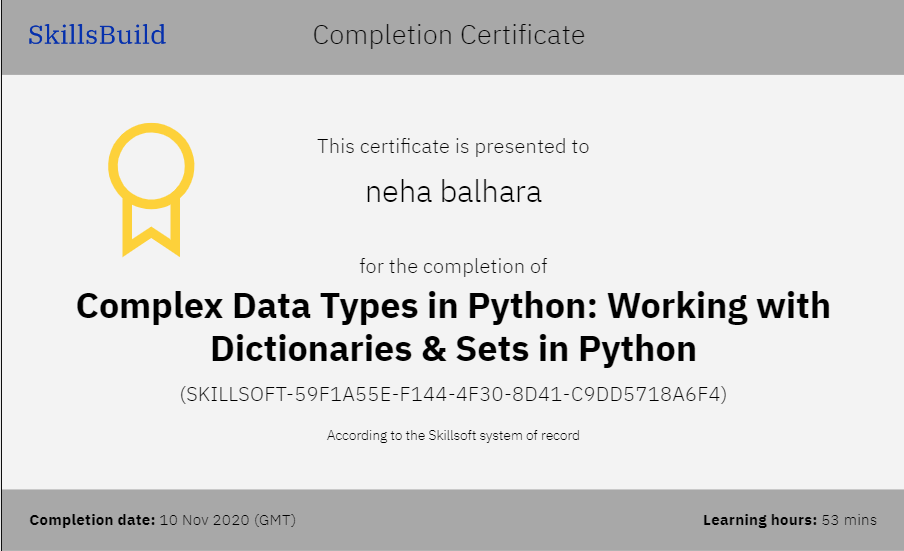 SkillsBuild
Completion Certificate
This certificate is presented to
neha balhara
for the completion of
Complex Data Types in Python: Working with
Dictionaries & Sets in Python
(SKILLSOFT-59F1A55E-F144-4F30-8D41-C9DD5718A6F4)
According to the Skillsoft system of record
Completion date: 10 Nov 2020 (GMT)
Learning hours: 53 mins